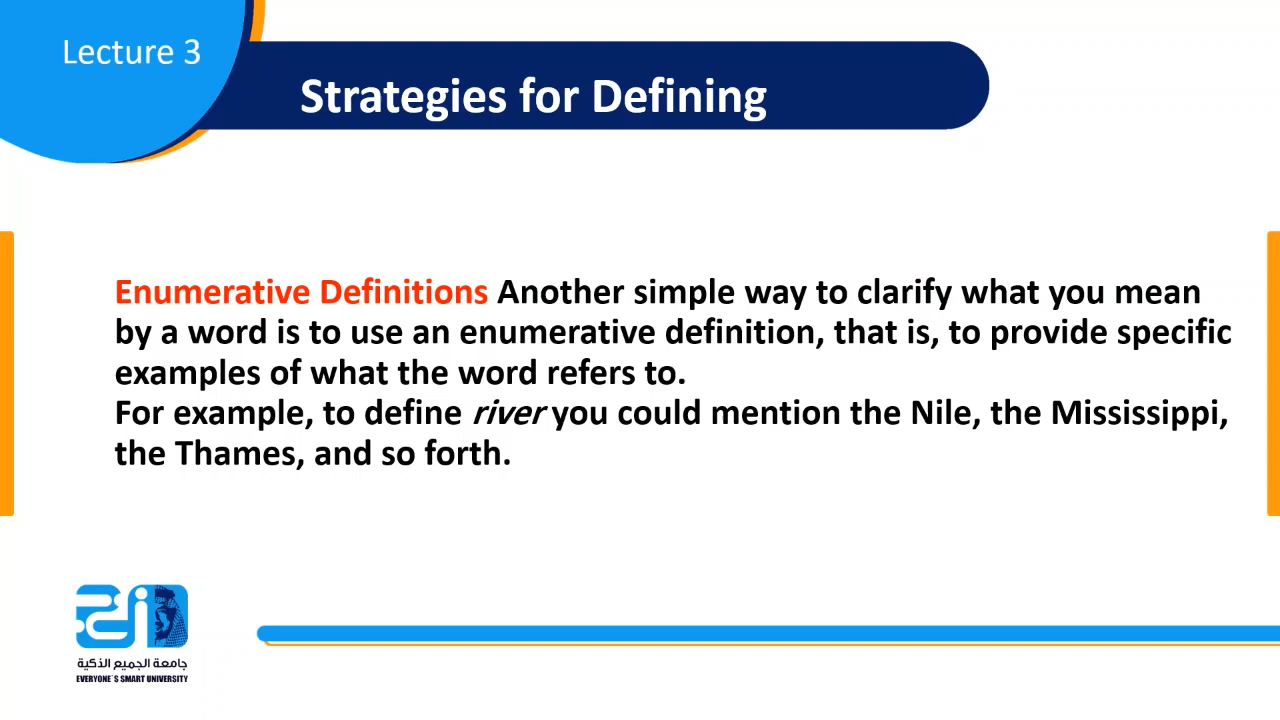 Lecture 3
Strategies for Defining
Enumerative Definitions Another simple way to clarify what you mean
by a word is to use an enumerative definition, that is, to provide specific
examples of what the word refers to.
For example, to define river you could mention the Nile, the Mississippi,
the Thames, and so forth.
جامعة الجميع الذكية
EVERYONE`S SMART UNIVERSITY